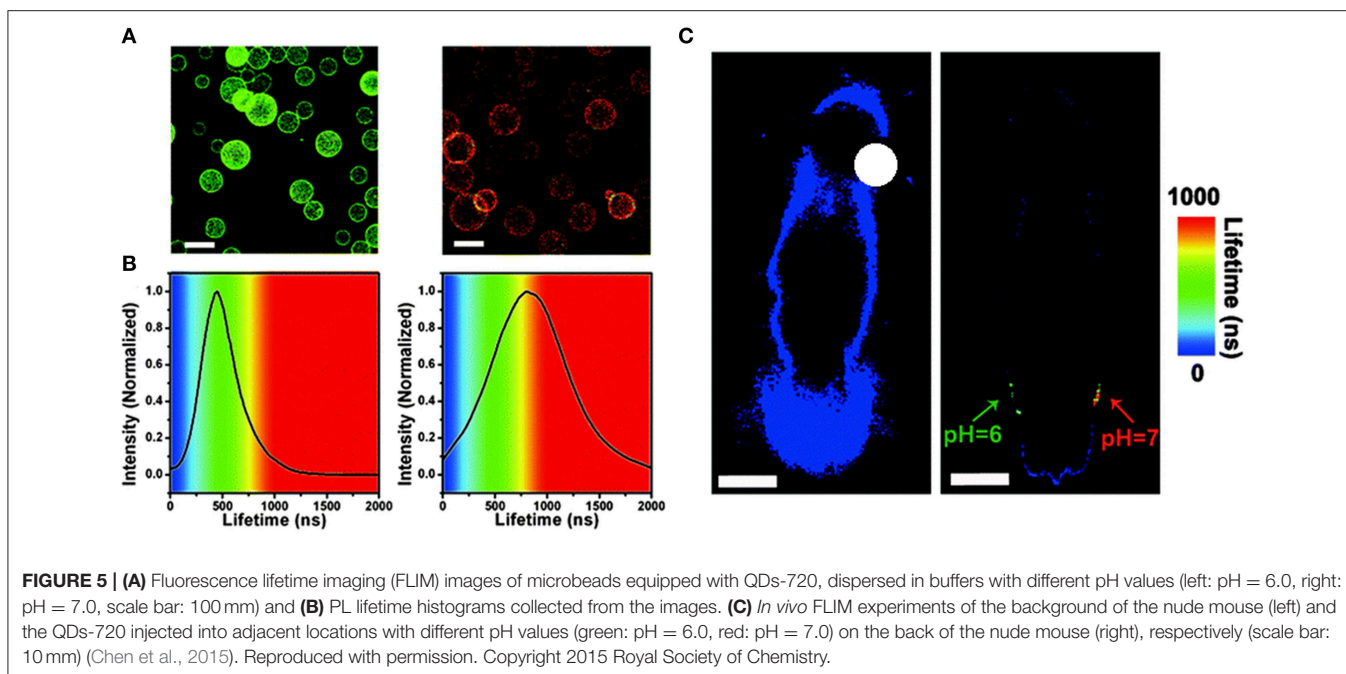 A
C
B
Intensity (Normalized)
1.0
0.8
0.6
0.4
0.2
0.0
0 500 1000 1500 2000
Lifetime (ns)
Intensity (Normalized)
1.0
0.8
0.6
0.4
0.2
0.0
0 500 1000 1500 2000
Lifetime (ns)
pH=6
pH=7
1000
Lifetime (ns)
0
FIGURE 5 | (A) Fluorescence lifetime imaging (FLIM) images of microbeads equipped with QDs-720, dispersed in buffers with different pH values (left: pH = 6.0, right:
pH = 7.0, scale bar: 100 mm) and (B) PL lifetime histograms collected from the images. (C) In vivo FLIM experiments of the background of the nude mouse (left) and
the QDs-720 injected into adjacent locations with different pH values (green: pH = 6.0, red: pH = 7.0) on the back of the nude mouse (right), respectively (scale bar:
10 mm) (Chen et al., 2015). Reproduced with permission. Copyright 2015 Royal Society of Chemistry.